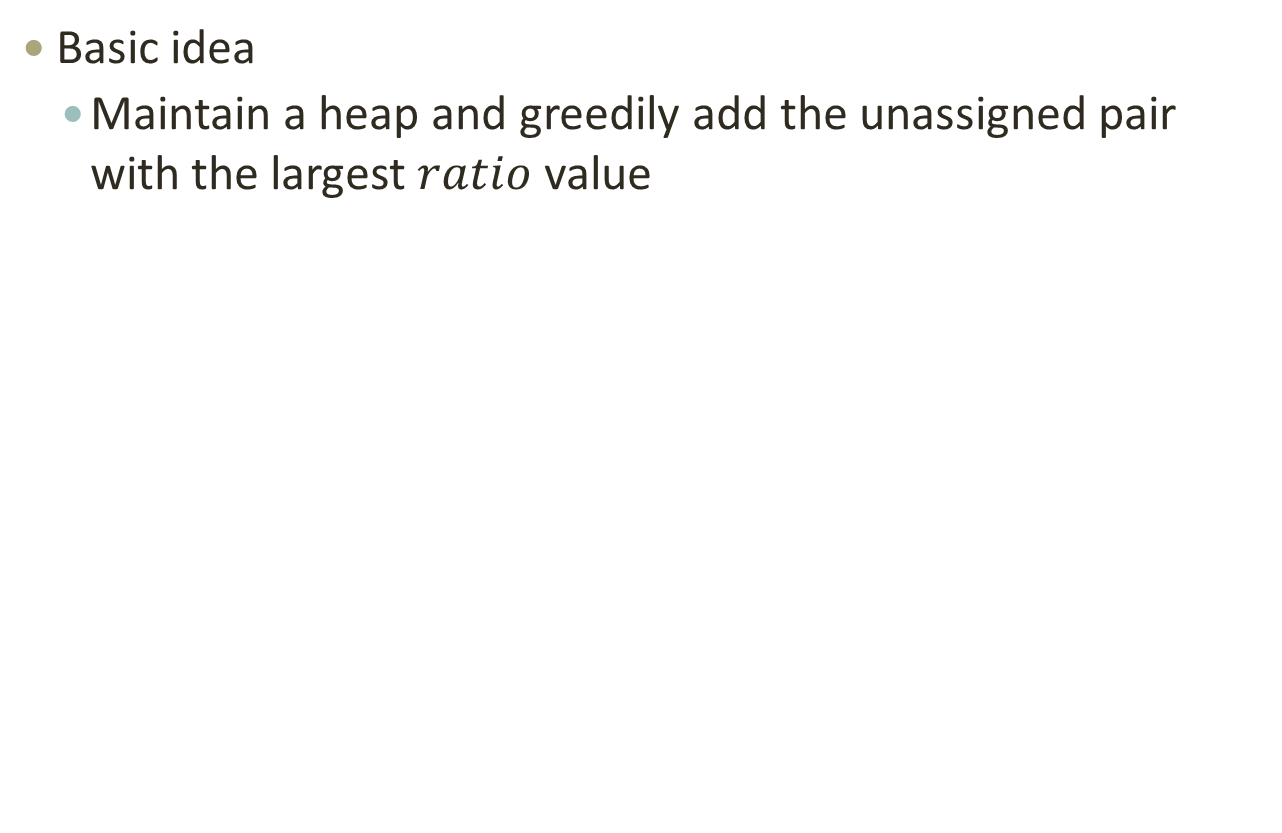 • Basic idea
• Maintain a heap and greedily add the unassigned pair
with the largest ratio value